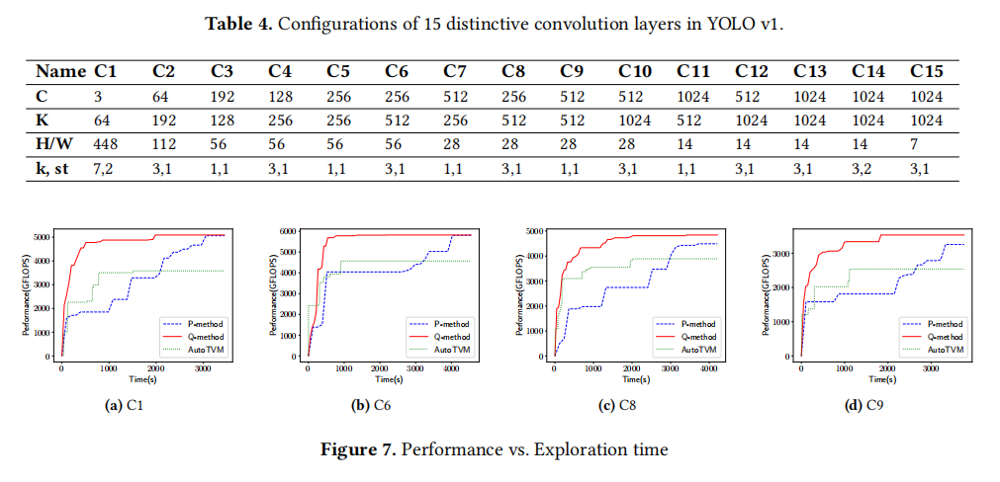 Table 4. Configurations of 15 distinctive convolution layers in YOLO v1.
Name C1 C2 C3 C4 C5 C6 C7 C8 C9 C10 C11 C12 C13 C14 C15
C 3 64 192 128 256 256 512 256 512 512 1024 512 1024 1024 1024
K 64 192 128 256 256 512 256 512 512 1024 512 1024 1024 1024 1024
H/W 448 112 56 56 56 56 28 28 28 28 14 14 14 14 7
k, st 7,2 3,1 1,1 3,1 1,1 3,1 1,1 3,1 1,1 3,1 1,1 3,1 3,1 3,2 3,1
Performance(GFLOPS)
5000
4000
3000
2000
1000
0
P-method
Q-method
AutoTVM
0 1000 2000 3000
Time(s)
(a) C1
Performance(GFLOPS)
6000
5000
4000
3000
2000
1000
0
P-method
Q-method
AutoTVM
0 1000 2000 3000 4000
Time(s)
(b) C6
Performance(GFLOPS)
5000
4000
3000
2000
1000
0
P-method
Q-method
AutoTVM
0 1000 2000 3000 4000
Time(s)
(c) C8
Performance(GFLOPS)
3000
2000
1000
0
P-method
Q-method
AutoTVM
0 1000 2000 3000
Time(s)
(d) C9
Figure 7. Performance vs. Exploration time